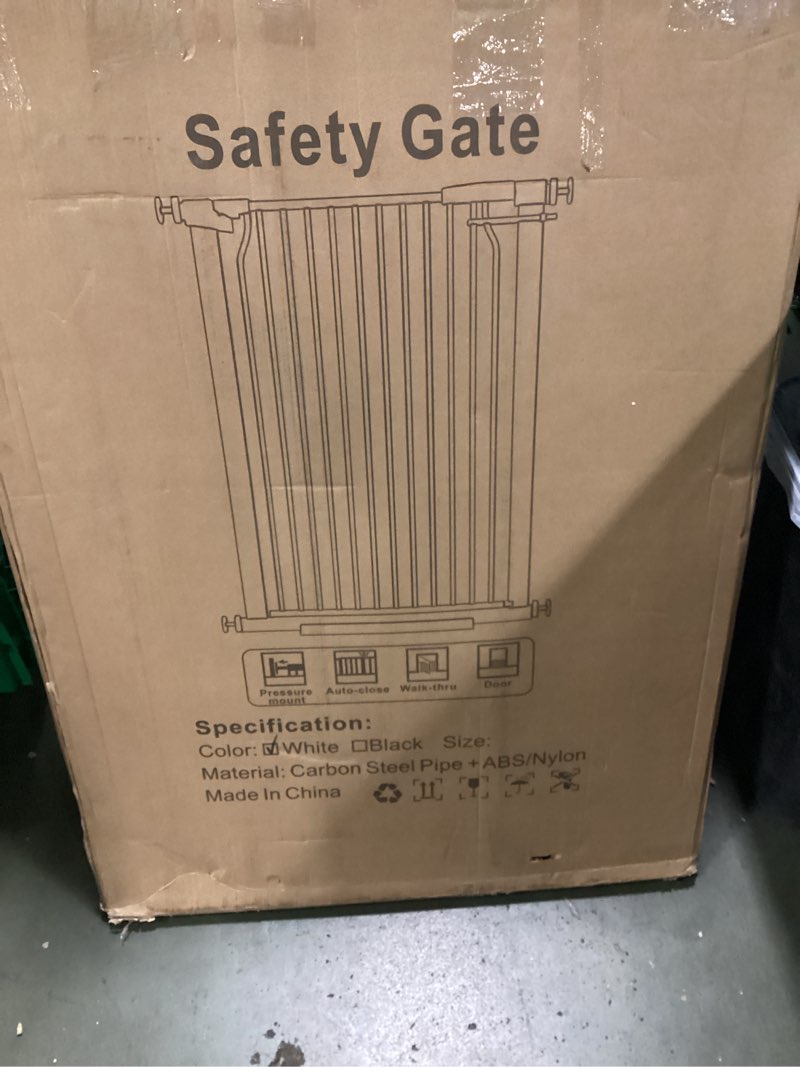 Safety Gate
Pressure mount
Auto-close
Walk-thru
Door
Specification:
Color: ☑White ☐Black Size:
Material: Carbon Steel Pipe + ABS/Nylon
Made In China